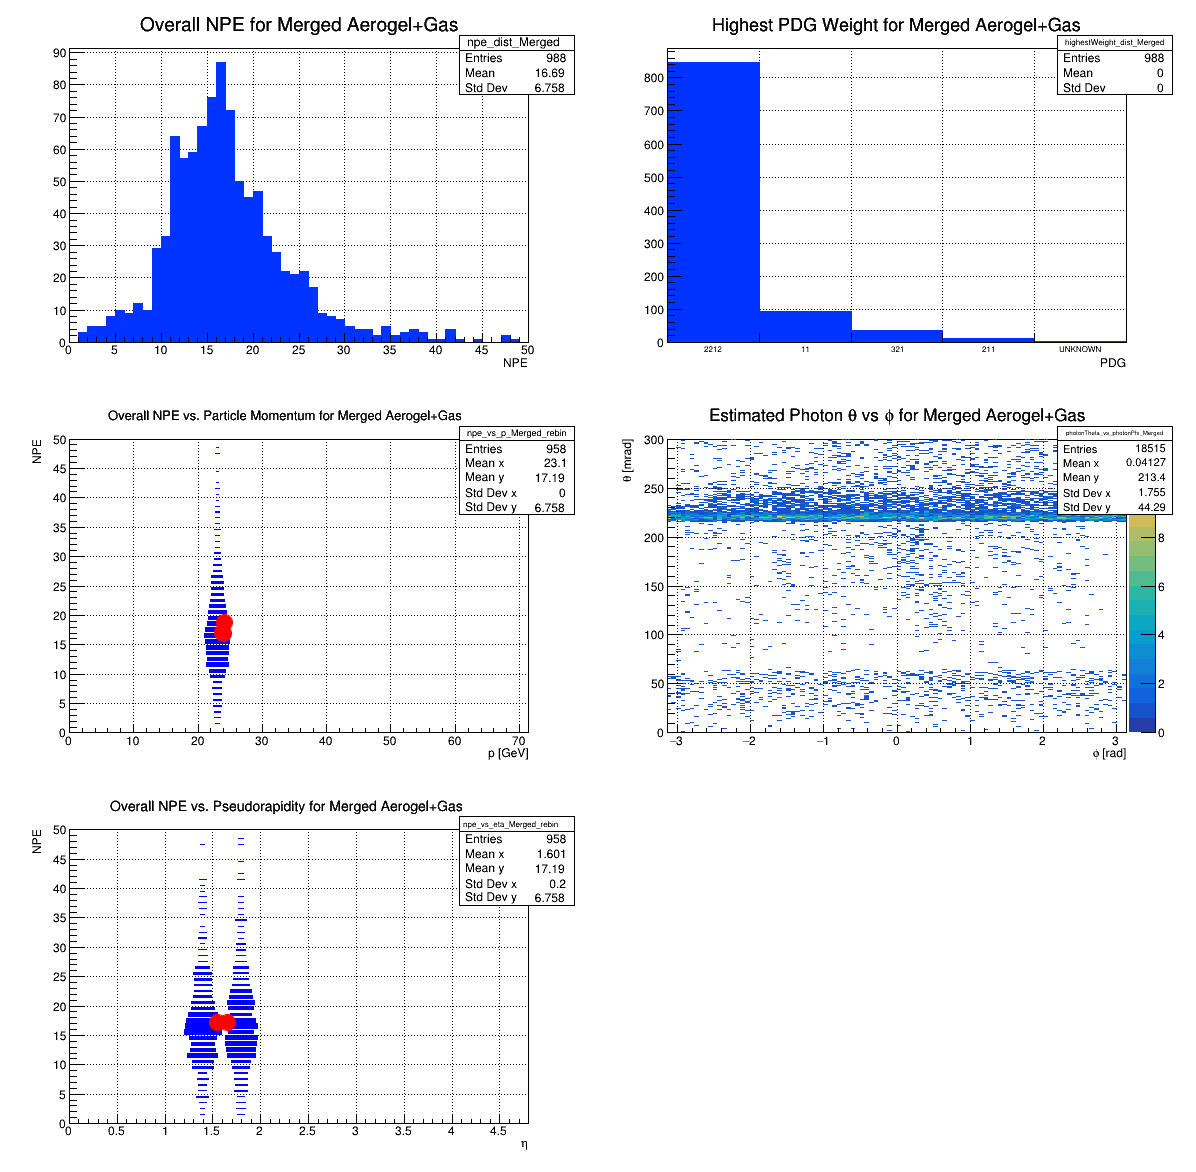 Overall NPE for Merged Aerogel+Gas
npe_dist_Merged
Entries 988
Mean 16.69
Std Dev 6.758
90
80
70
60
50
40
30
20
10
0
0 5 10 15 20 25 30 35 40 45 50
NPE
Highest PDG Weight for Merged Aerogel+Gas
highestWeight_dist_Merged
Entries 988
Mean 0
Std Dev 0
800
700
600
500
400
300
200
100
0
2212 11 321 211 UNKNOWN
PDG
Overall NPE vs. Particle Momentum for Merged Aerogel+Gas
NPE
npe_vs_p_Merged_rebin
Entries 958
Mean x 23.1
Mean y 17.19
Std Dev x 0
Std Dev y 6.758
50
45
40
35
30
25
20
15
10
5
0
0 10 20 30 40 50 60 70
p [GeV]
Estimated Photon θ vs ϕ for Merged Aerogel+Gas
θ [mrad]
photonTheta_vs_photonPhi_Merged
Entries 18515
Mean x 0.04127
Mean y 213.4
Std Dev x 1.755
Std Dev y 44.29
300
250
200
150
100
50
0
−3 −2 −1 0 1 2 3
ϕ [rad]
8
6
4
2
0
Overall NPE vs. Pseudorapidity for Merged Aerogel+Gas
NPE
npe_vs_eta_Merged_rebin
Entries 958
Mean x 1.601
Mean y 17.19
Std Dev x 0.2
Std Dev y 6.758
50
45
40
35
30
25
20
15
10
5
0
0 0.5 1 1.5 2 2.5 3 3.5 4 4.5
η